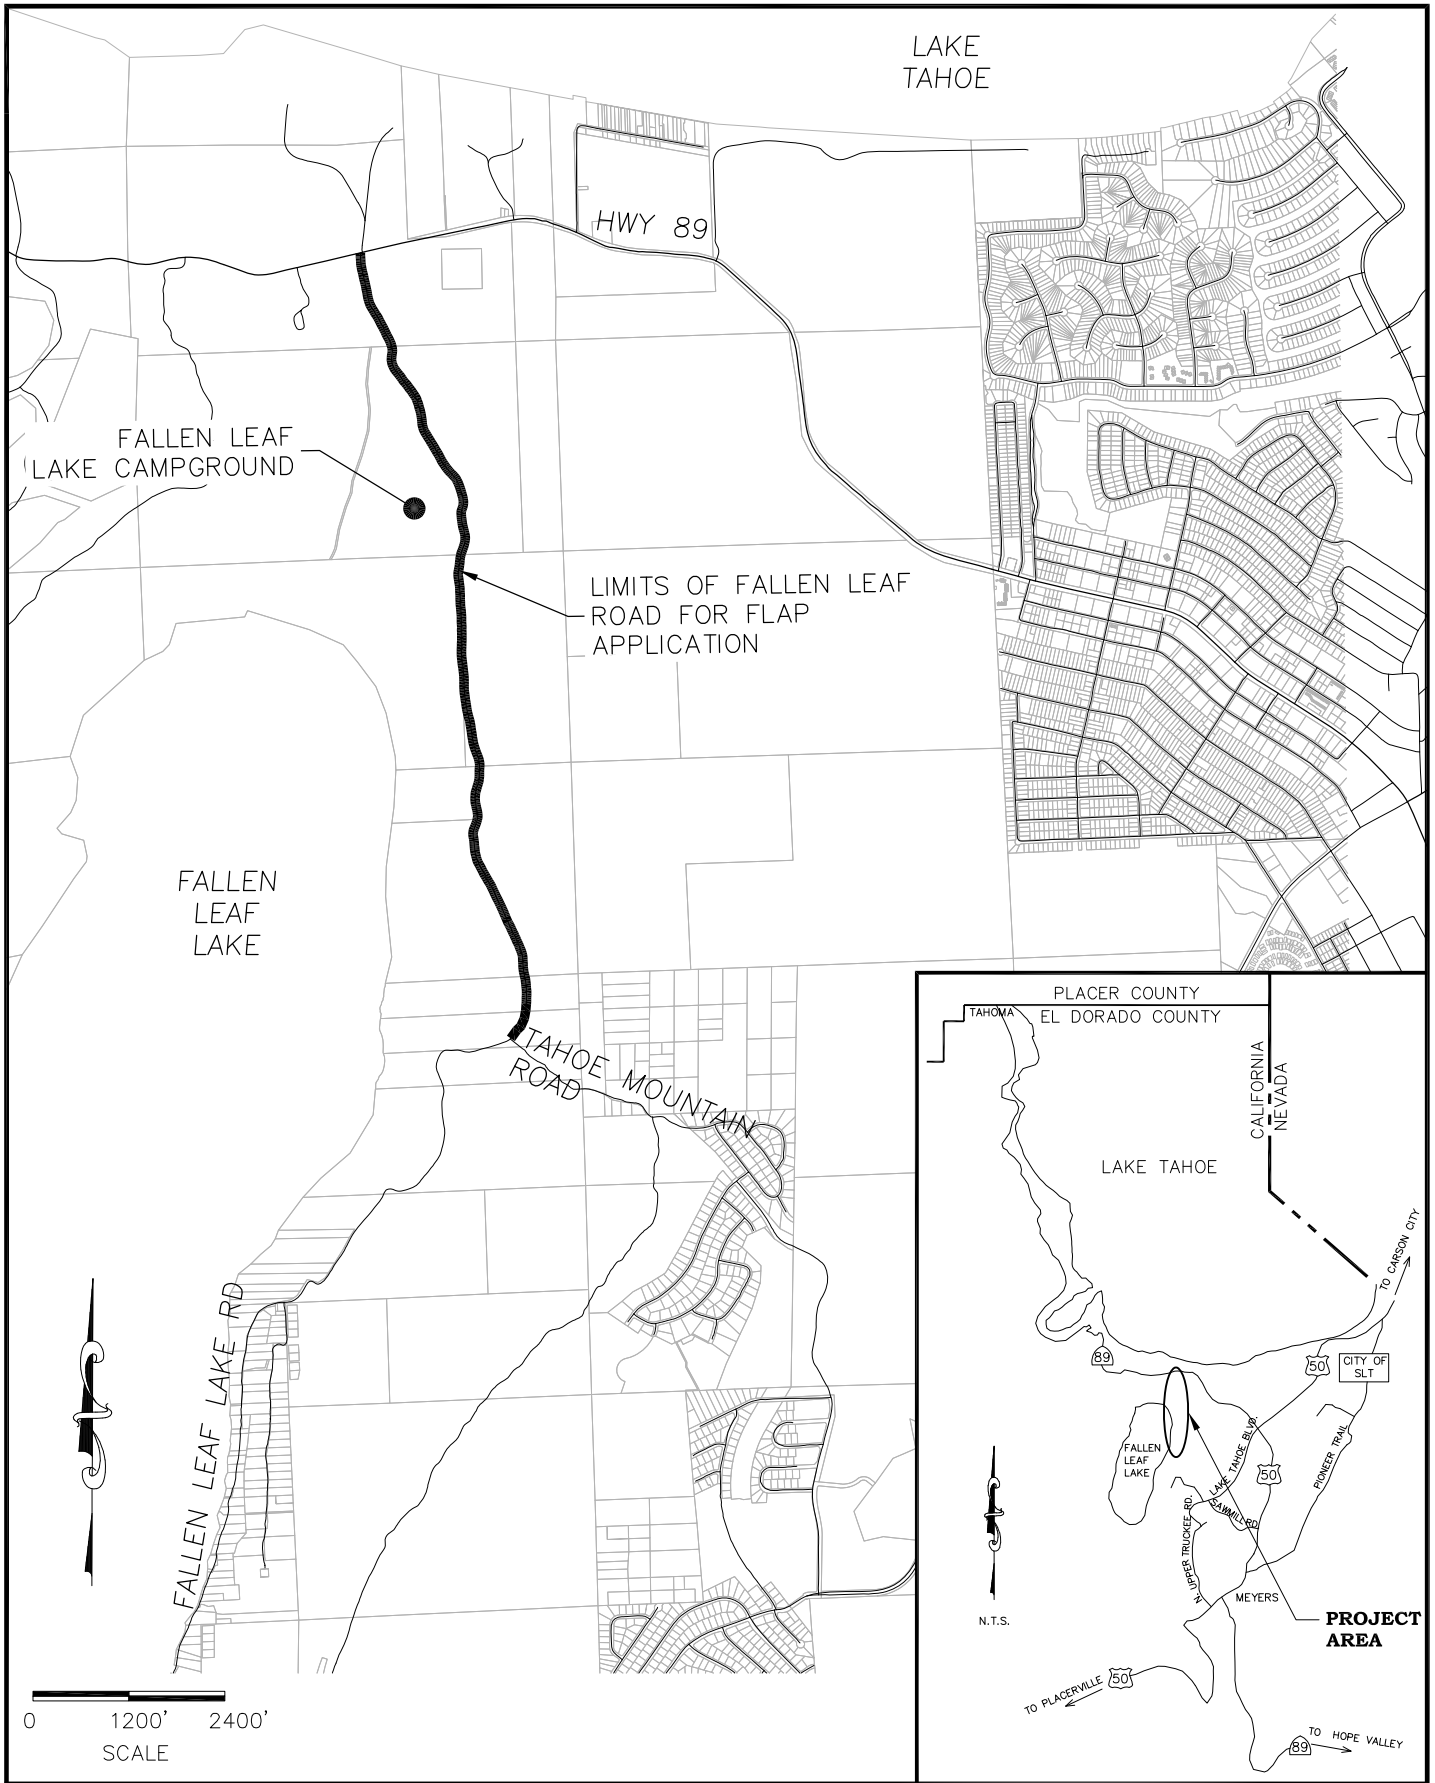 LAKE
TAHOE
HWY 89
FALLEN LEAF
LAKE CAMPGROUND
LIMITS OF FALLEN LEAF
ROAD FOR FLAP
APPLICATION
FALLEN
LEAF
LAKE
TAHOE MOUNTAIN
ROAD
FALLEN LEAF LAKE RD
0 1200' 2400'
SCALE
PLACER COUNTY
TAHOMA
EL DORADO COUNTY
CALIFORNIA
NEVADA
LAKE TAHOE
TO CARSON CITY
89
50
CITY OF
SLT
FALLEN
LEAF
LAKE
LAKE TAHOE BLVD.
50
PIONEER TRAIL
SAWMILL RD.
N. UPPER TRUCKEE RD.
MEYERS
N.T.S.
PROJECT
AREA
TO PLACERVILLE
50
89
TO HOPE VALLEY